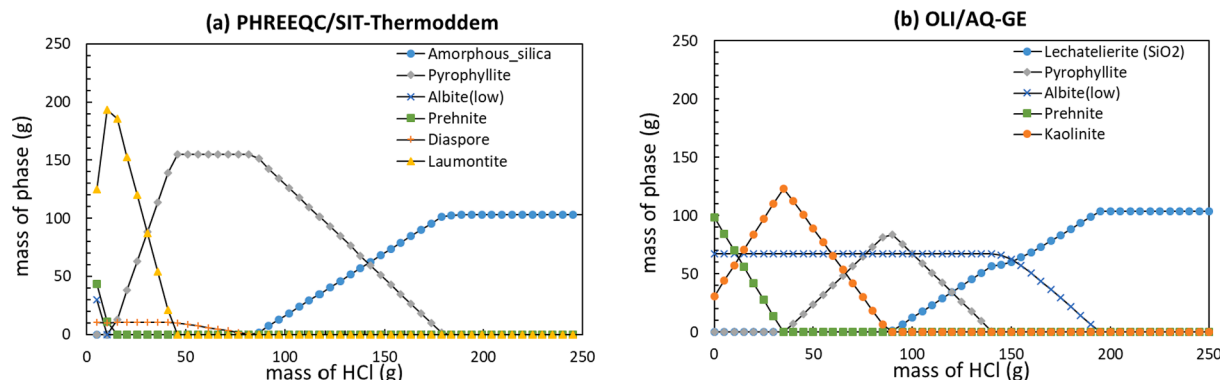 (a) PHREEQC/SIT-Thermoddem
250
200
150
100
50
0
mass of phase (g)
Amorphous_silica
Pyrophyllite
Albite(low)
Prehnite
Diaspore
Laumontite
0 50 100 150 200 250
mass of HCl (g)
(b) OLI/AQ-GE
250
200
150
100
50
0
mass of phase (g)
Lechatelierite (SiO2)
Pyrophyllite
Albite(low)
Prehnite
Kaolinite
0 50 100 150 200 250
mass of HCl (g)